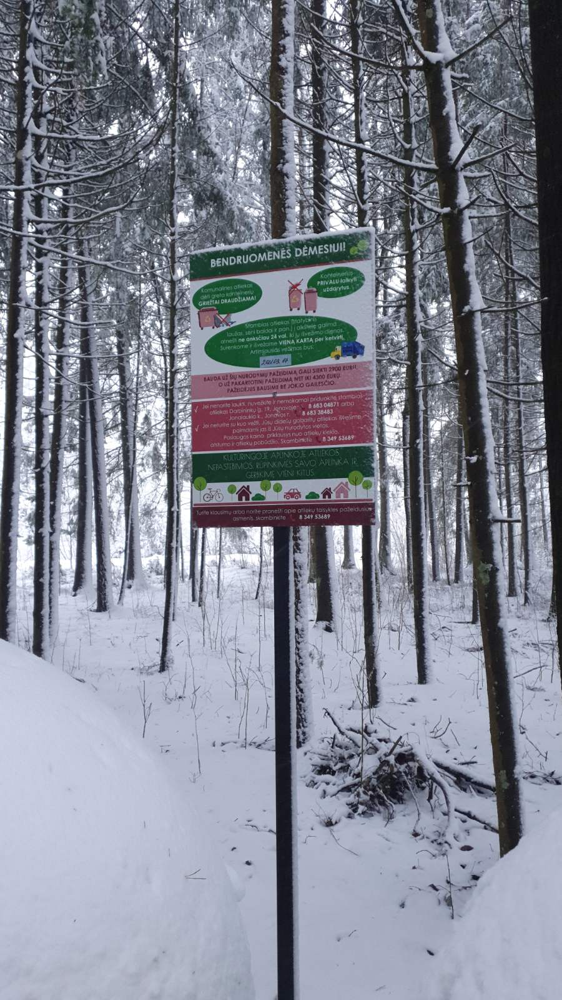 BENDRUOMENĖS DĖMESIUI!
Komunalines atliekas
dėti greta konteinerių
GRIEŽTAI DRAUDŽIAMA!
Konteinerius
PRIVALU laikyti
uždarytus.
Stambias atliekas (statybinis
laužas, seni baldai ir pan.) į aikštelę galima
atnešti ne anksčiau 24 val. iki jų išvežimo dienos.
Surenkame ir išvežame VIENĄ KARTĄ per ketvirtį.
Artimiausias vežimas bus:
BAUDA UŽ ŠIŲ NURODYMŲ PAŽEIDIMĄ GALI SIEKTI 2900 EURŲ,
O UŽ PAKARTOTINĮ PAŽEIDIMĄ NET IKI 4300 EURŲ.
PAŽEIDĖJUS BAUSIME BE JOKIO GAILESČIO.
✓ Jei nenorite laukti, nuvežkite ir nemokamai priduokite stambias
atliekas Darbininkų g. 19, Jonavoje 8 683 04871 arba
Jonalaukio k., Jonavos r. 8 683 38483
✓ Jei neturite su kuo vežti, Jūsų didelių gabaritų atliekas išvešime
paimdami jas iš Jūsų nurodytos vietos.
Paslaugos kaina priklausys nuo atliekų kiekio,
atstumo ir atliekų pobūdžio. Skambinkite 8 349 53689
KULTŪRINGOJE APLINKOJE ATLIEKOS
NEPASTEBIMOS. RŪPINKIMĖS SAVO APLINKA IR
GERBKIME VIENI KITUS.
Turite klausimų arba norite pranešti apie atliekų taisykles pažeidusius
asmenis, skambinkite 8 349 53689